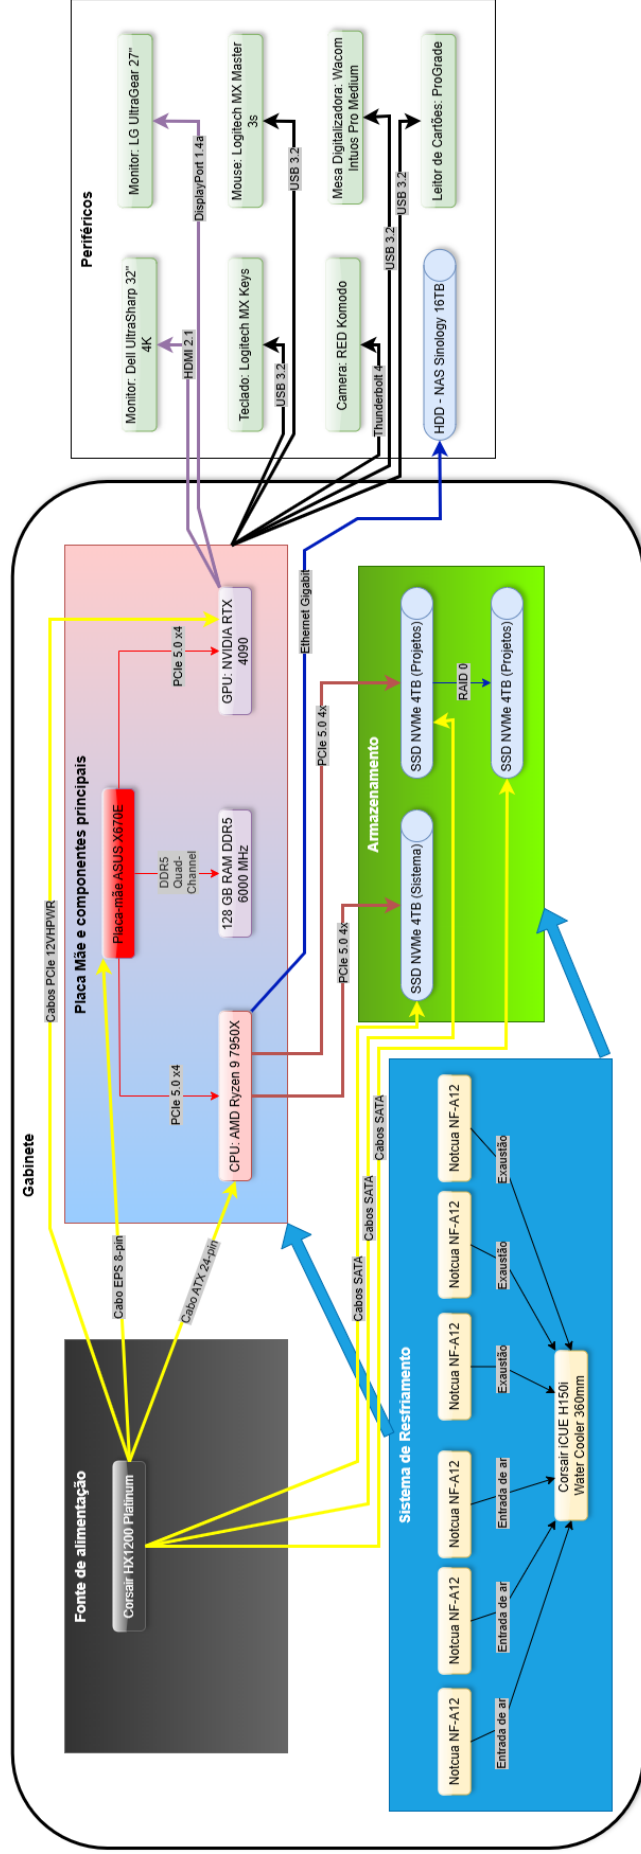 Gabinete
Fonte de alimentação
Corsair HX1200 Platinum
Cabos PCIe 12VHPWR
Cabo EPS 8-pin
Cabo ATX 24-pin
Cabos SATA
Cabos SATA
Cabos SATA
Placa Mãe e componentes principais
Placa-mãe ASUS X670E
PCIe 5.0 x4
DDR5
Quad-
Channel
PCIe 5.0 x4
CPU: AMD Ryzen 9 7950X
128 GB RAM DDR5
6000 MHz
GPU: NVIDIA RTX
4090
Ethernet Gigabit
PCIe 5.0 4x
PCIe 5.0 4x
Armazenamento
SSD NVMe 4TB (Sistema)
SSD NVMe 4TB (Projetos)
RAID 0
SSD NVMe 4TB (Projetos)
Sistema de Resfriamento
Notcua NF-A12
Notcua NF-A12
Notcua NF-A12
Notcua NF-A12
Notcua NF-A12
Notcua NF-A12
Entrada de ar
Entrada de ar
Entrada de ar
Exaustão
Exaustão
Exaustão
Corsair iCUE H150i
Water Cooler 360mm
Periféricos
Monitor: Dell UltraSharp 32"
4K
Monitor: LG UltraGear 27"
HDMI 2.1
DisplayPort 1.4a
Teclado: Logitech MX Keys
Mouse: Logitech MX Master
3s
USB 3.2
USB 3.2
Camera: RED Komodo
Mesa Digitalizadora: Wacom
Intuos Pro Medium
Thunderbolt 4
USB 3.2
USB 3.2
HDD - NAS Sinology 16TB
Leitor de Cartões: ProGrade